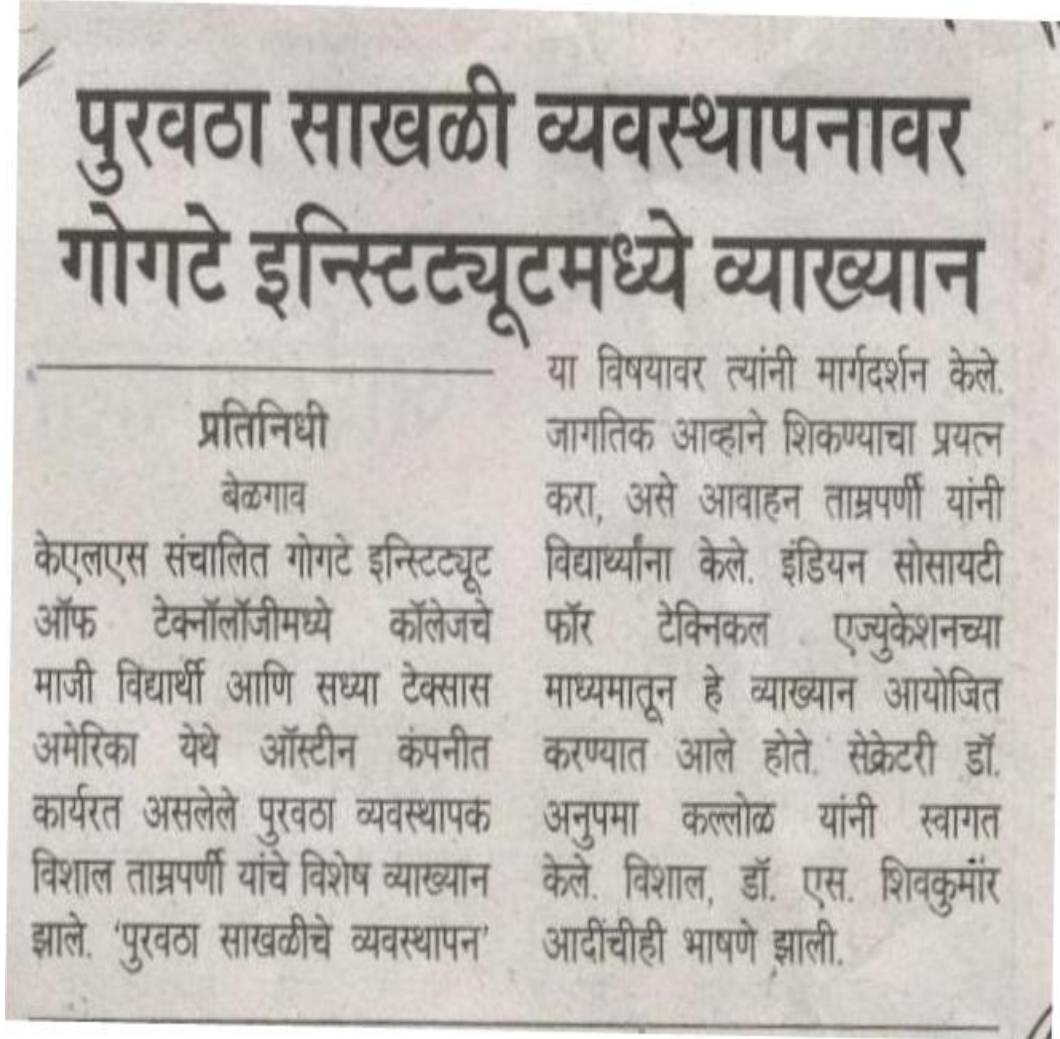 पुरवठा साखळी व्यवस्थापनावर
गोगटे इन्स्टिट्यूटमध्ये व्याख्यान
प्रतिनिधी
बेळगाव
केएलएस संचालित गोगटे इन्स्टिट्यूट
ऑफ टेक्नॉलॉजीमध्ये कॉलेजचे
माजी विद्यार्थी आणि सध्या टेक्सास
अमेरिका येथे ऑस्टीन कंपनीत
कार्यरत असलेले पुरवठा व्यवस्थापक
विशाल ताम्रपर्णी यांचे विशेष व्याख्यान
झाले. 'पुरवठा साखळीचे व्यवस्थापन'
या विषयावर त्यांनी मार्गदर्शन केले.
जागतिक आव्हाने शिकण्याचा प्रयत्न
करा, असे आवाहन ताम्रपर्णी यांनी
विद्यार्थ्यांना केले. इंडियन सोसायटी
फॉर टेक्निकल एज्युकेशनच्या
माध्यमातून हे व्याख्यान आयोजित
करण्यात आले होते. सेक्रेटरी डॉ.
अनुपमा कल्लोळ यांनी स्वागत
केले. विशाल, डॉ. एस. शिवकुमार
आदींचीही भाषणे झाली.